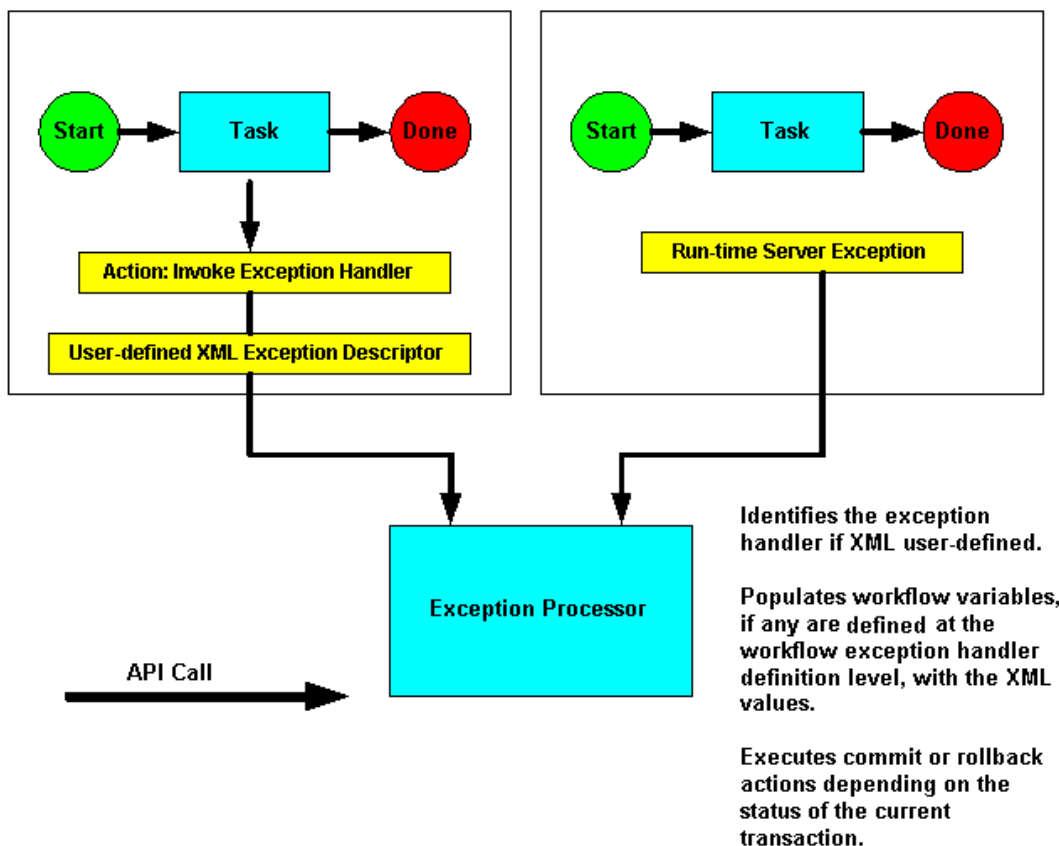 Start
Task
Done
Action: Invoke Exception Handler
User-defined XML Exception Descriptor
Start
Task
Done
Run-time Server Exception
Exception Processor
API Call
Identifies the exception
handler if XML user-defined.
Populates workflow variables,
if any are defined at the
workflow exception handler
definition level, with the XML
values.
Executes commit or rollback
actions depending on the
status of the current
transaction.